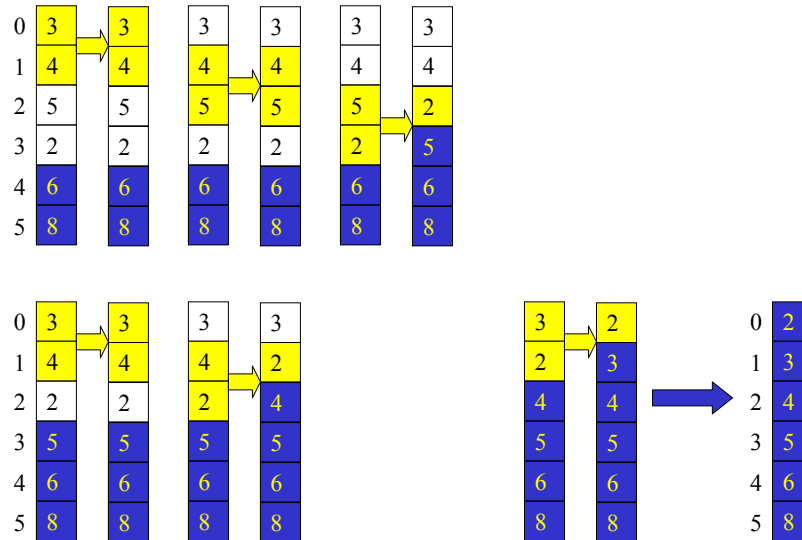 0 3 3 3 3 3 3
1 4 4 4 4 4 4
2 5 5 5 5 5 2
3 2 2 2 2 2 5
4 6 6 6 6 6 6
5 8 8 8 8 8 8
0 3 3 3 3 3 2 0 2
1 4 4 4 2 2 3 1 3
2 2 2 2 4 4 4 2 4
3 5 5 5 5 5 5 3 5
4 6 6 6 6 6 6 4 6
5 8 8 8 8 8 8 5 8